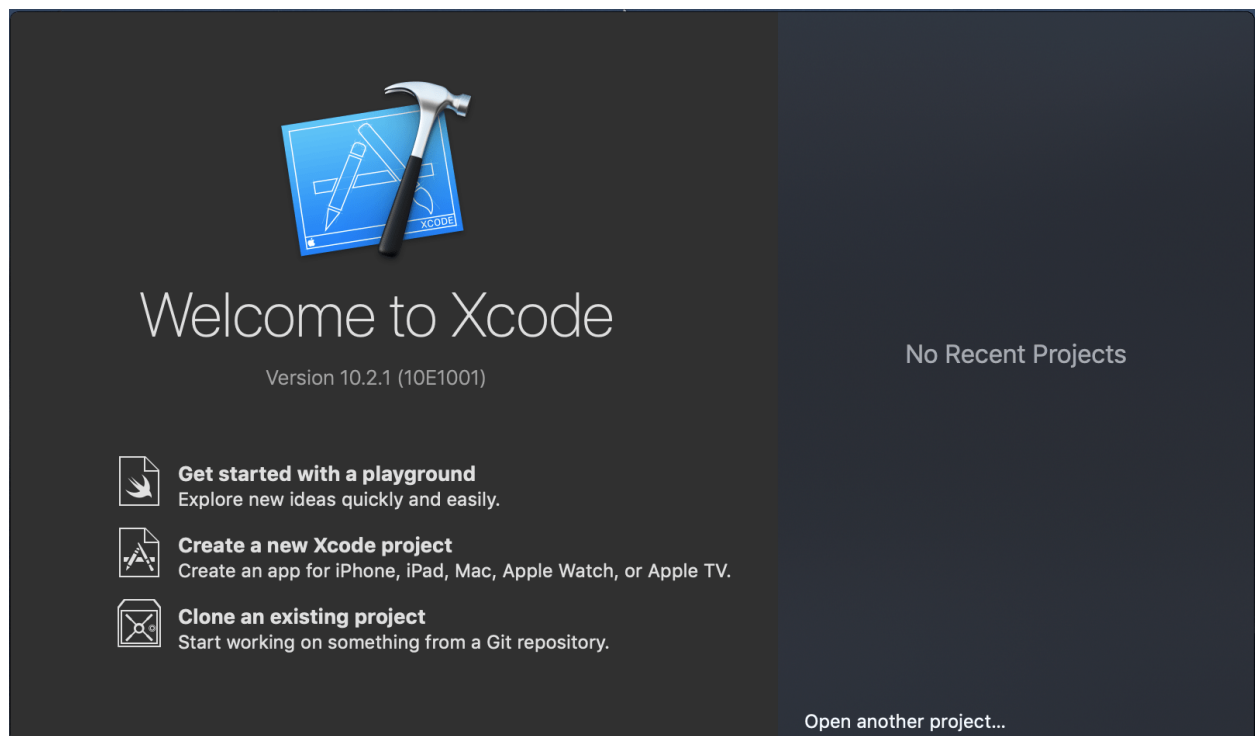 XCODE
Welcome to Xcode
Version 10.2.1 (10E1001)
Get started with a playground
Explore new ideas quickly and easily.
Create a new Xcode project
Create an app for iPhone, iPad, Mac, Apple Watch, or Apple TV.
Clone an existing project
Start working on something from a Git repository.
No Recent Projects
Open another project...